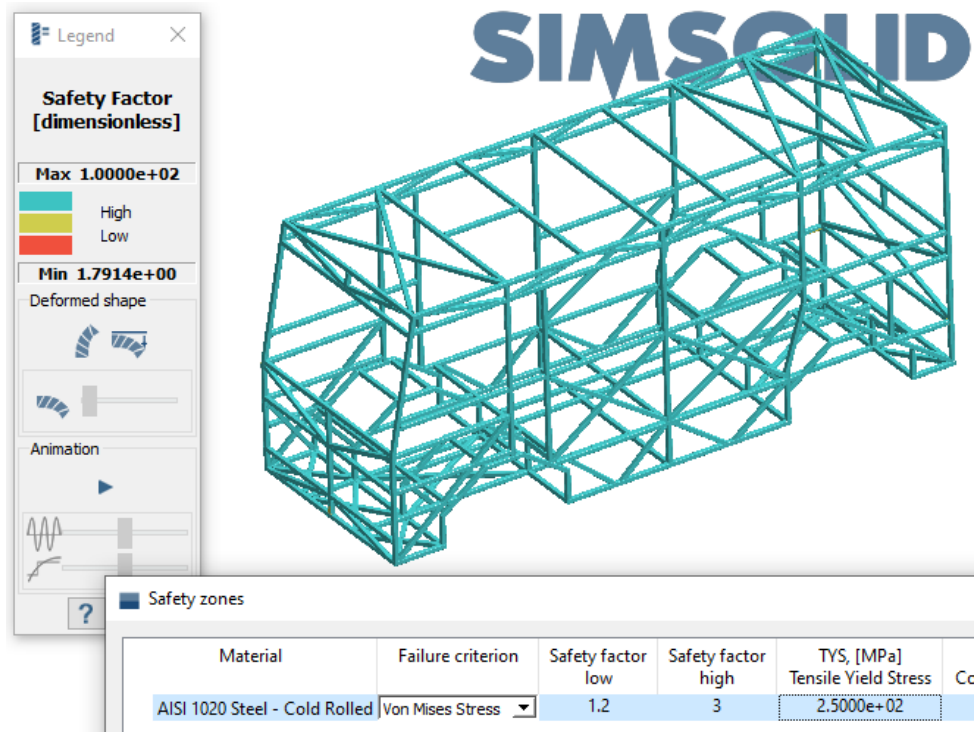 Legend
SIMSOLID
Safety Factor
[dimensionless]
Max 1.0000e+02
High
Low
Min 1.7914e+00
Deformed shape
Animation
?
Safety zones
Material Failure criterion Safety factor low Safety factor high TYS, [MPa] Tensile Yield Stress
AISI 1020 Steel - Cold Rolled Von Mises Stress 1.2 3 2.5000e+02